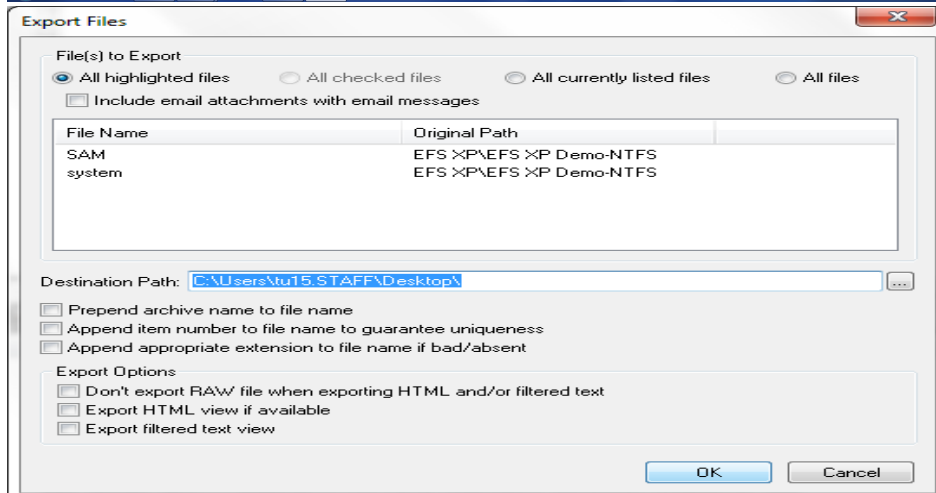 Export Files
File(s) to Export
All highlighted files All checked files All currently listed files All files
Include email attachments with email messages
File Name Original Path
SAM EFS XP\EFS XP Demo-NTFS
system EFS XP\EFS XP Demo-NTFS
Destination Path: C:\Users\tu15.STAFF\Desktop\ ...
Prepend archive name to file name
Append item number to file name to guarantee uniqueness
Append appropriate extension to file name if bad/absent
Export Options
Don't export RAW file when exporting HTML and/or filtered text
Export HTML view if available
Export filtered text view
OK Cancel